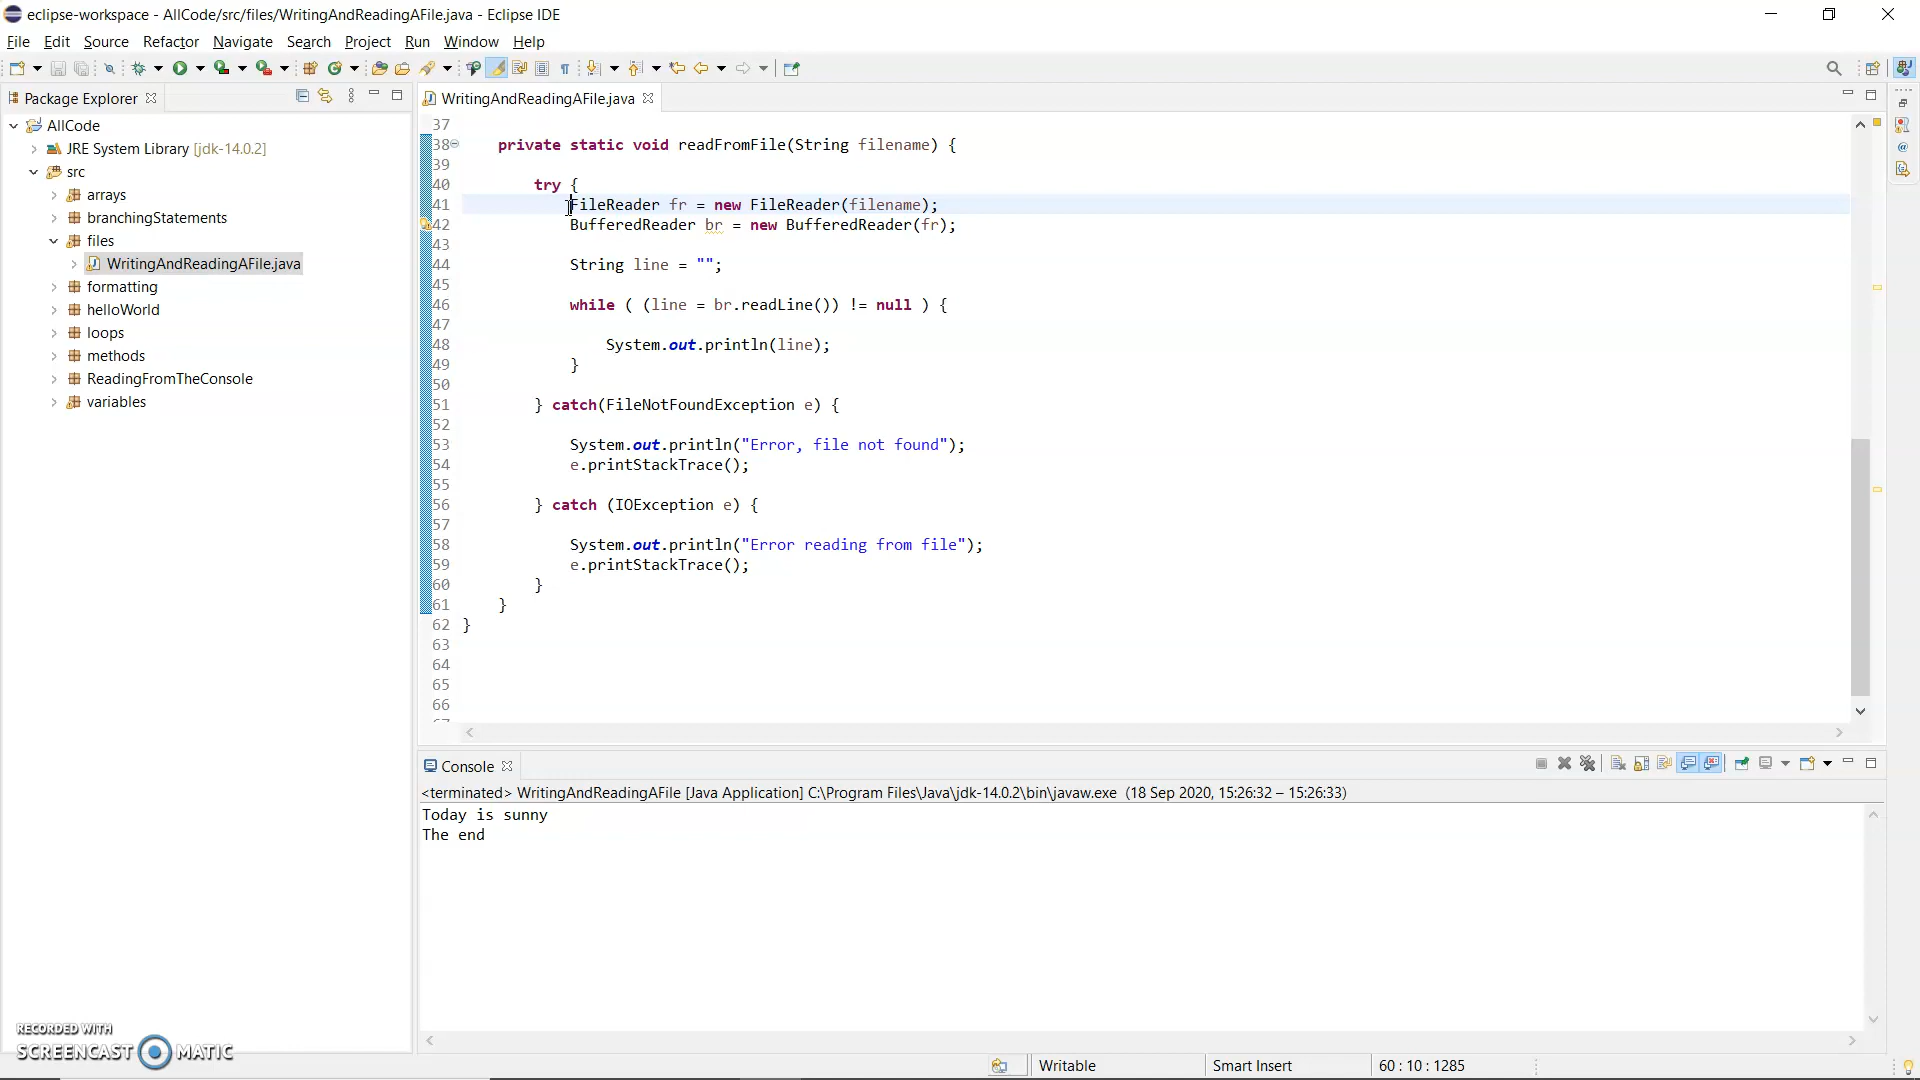 eclipse-workspace - AllCode/src/files/WritingAndReadingAFile.java - Eclipse IDE
File Edit Source Refactor Navigate Search Project Run Window Help
Package Explorer
AllCode
JRE System Library [jdk-14.0.2]
src
arrays
branchingStatements
files
WritingAndReadingAFile.java
formatting
helloWorld
loops
methods
ReadingFromTheConsole
variables
WritingAndReadingAFile.java
37
38 private static void readFromFile(String filename) {
39
40 try {
41 FileReader fr = new FileReader(filename);
42 BufferedReader br = new BufferedReader(fr);
43
44 String line = "";
45
46 while ( (line = br.readLine()) != null ) {
47
48 System.out.println(line);
49 }
50
51 } catch(FileNotFoundException e) {
52
53 System.out.println("Error, file not found");
54 e.printStackTrace();
55
56 } catch (IOException e) {
57
58 System.out.println("Error reading from file");
59 e.printStackTrace();
60 }
61 }
62 }
63
64
65
66
Console
<terminated> WritingAndReadingAFile [Java Application] C:\Program Files\Java\jdk-14.0.2\bin\javaw.exe (18 Sep 2020, 15:26:32 – 15:26:33)
Today is sunny
The end
RECORDED WITH
SCREENCAST MATIC
Writable Smart Insert 60 : 10 : 1285